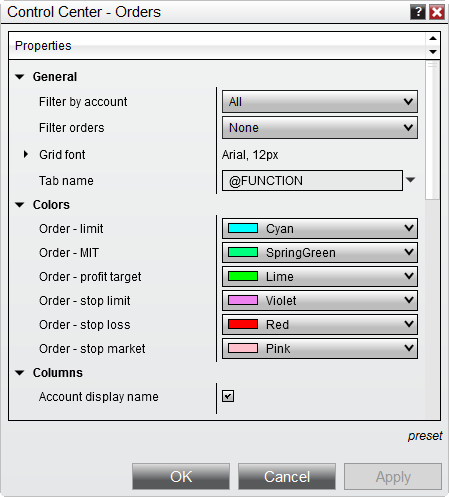 Control Center - Orders ?
Properties
General
Filter by account All
Filter orders None
Grid font Arial, 12px
Tab name @FUNCTION
Colors
Order - limit Cyan
Order - MIT SpringGreen
Order - profit target Lime
Order - stop limit Violet
Order - stop loss Red
Order - stop market Pink
Columns
Account display name
preset
OK Cancel Apply